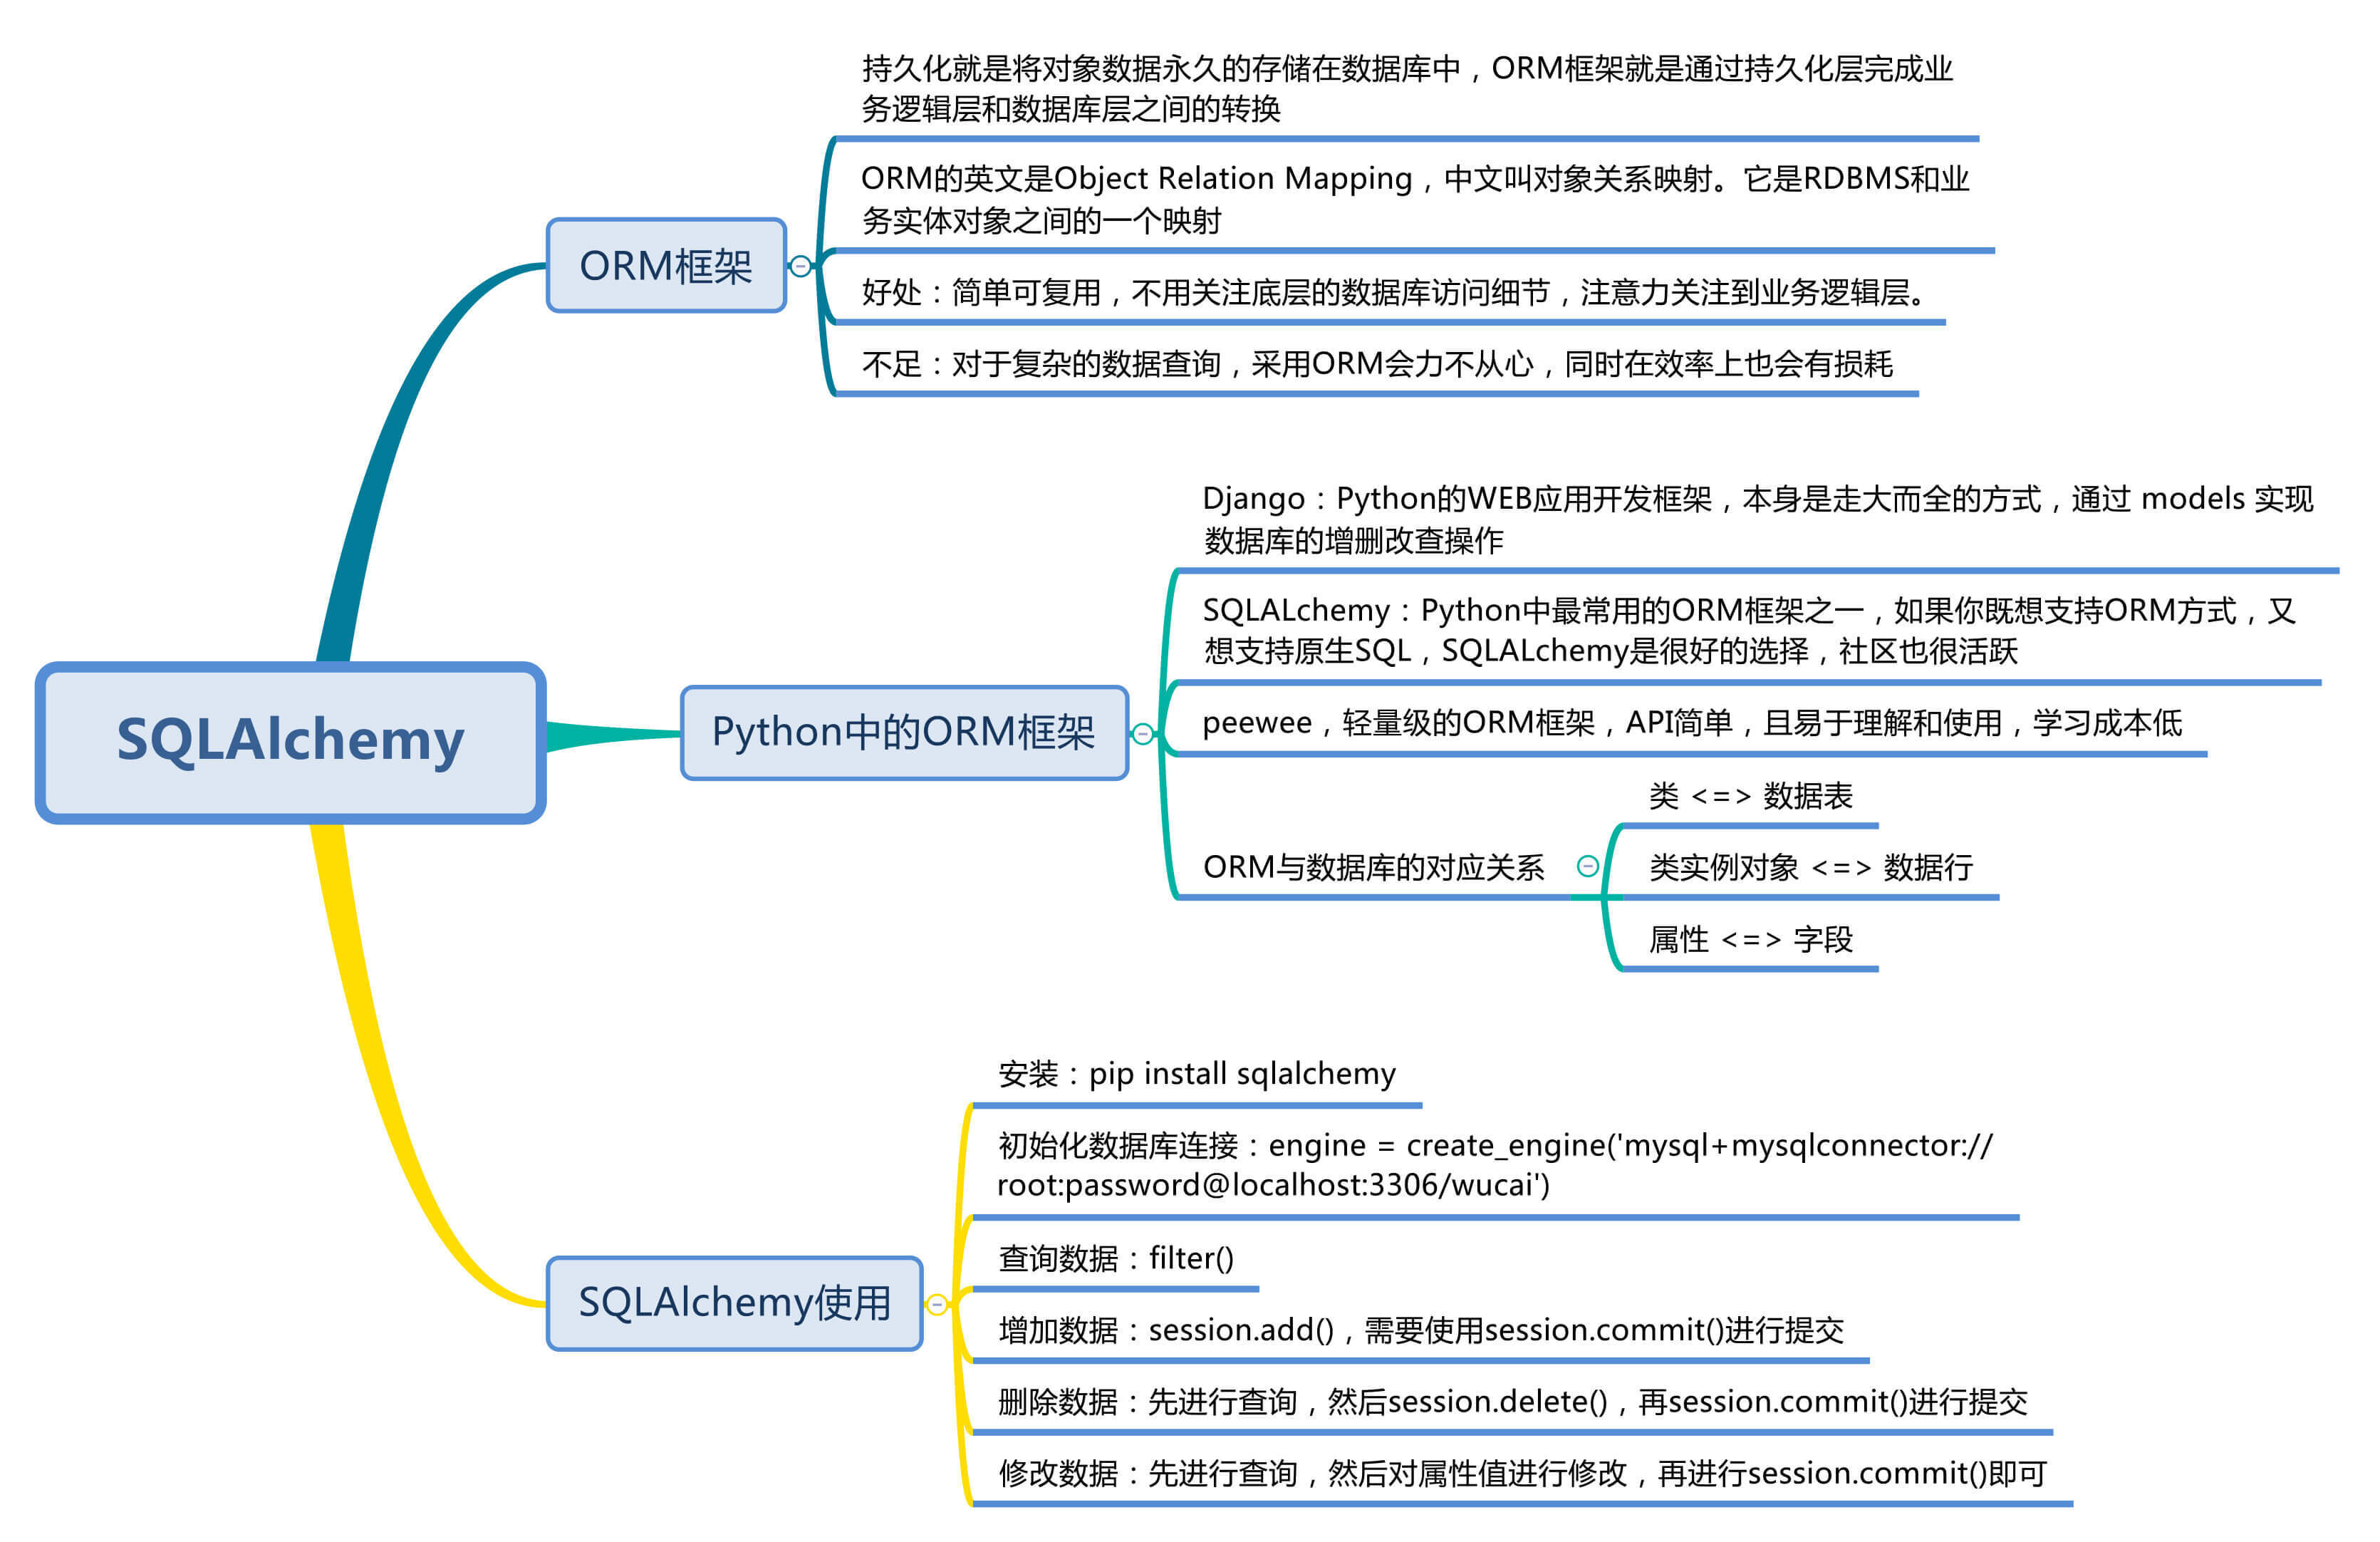 持久化就是将对象数据永久的存储在数据库中，ORM框架就是通过持久化层完成业
务逻辑层和数据库层之间的转换
ORM的英文是Object Relation Mapping，中文叫对象关系映射。它是RDBMS和业
务实体对象之间的一个映射
ORM框架
好处：简单可复用，不用关注底层的数据库访问细节，注意力关注到业务逻辑层。
不足：对于复杂的数据查询，采用ORM会力不从心，同时在效率上也会有损耗
Django：Python的WEB应用开发框架，本身是走大而全的方式，通过 models 实现
数据库的增删改查操作
SQLALchemy：Python中最常用的ORM框架之一，如果你既想支持ORM方式，又
想支持原生SQL，SQLALchemy是很好的选择，社区也很活跃
SQLAlchemy
Python中的ORM框架
peewee，轻量级的ORM框架，API简单，且易于理解和使用，学习成本低
ORM与数据库的对应关系
类 <=> 数据表
类实例对象 <=> 数据行
属性 <=> 字段
安装：pip install sqlalchemy
初始化数据库连接：engine = create_engine('mysql+mysqlconnector://
root:password@localhost:3306/wucai')
查询数据：filter()
SQLAlchemy使用
增加数据：session.add()，需要使用session.commit()进行提交
删除数据：先进行查询，然后session.delete()，再session.commit()进行提交
修改数据：先进行查询，然后对属性值进行修改，再进行session.commit()即可